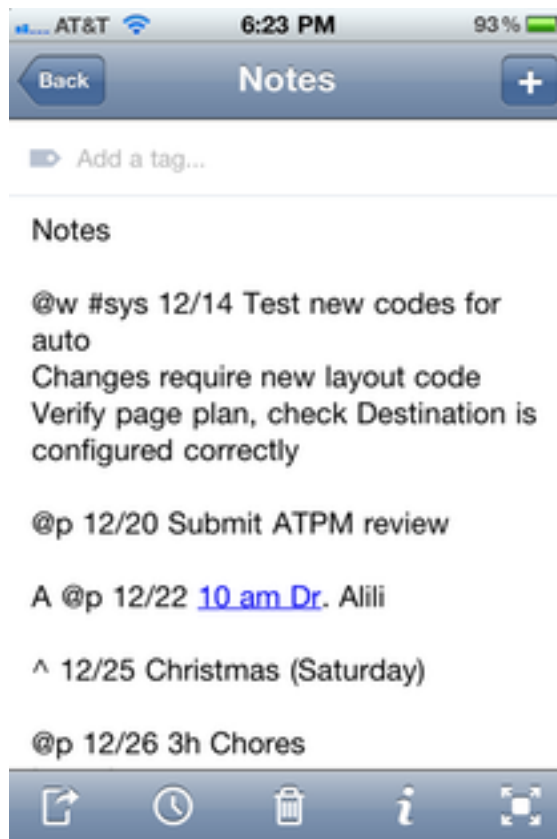 AT&T 6:23 PM 93%
Back Notes +
Add a tag...
Notes
@w #sys 12/14 Test new codes for
auto
Changes require new layout code
Verify page plan, check Destination is
configured correctly
@p 12/20 Submit ATPM review
A @p 12/22 10 am Dr. Alili
^ 12/25 Christmas (Saturday)
@p 12/26 3h Chores